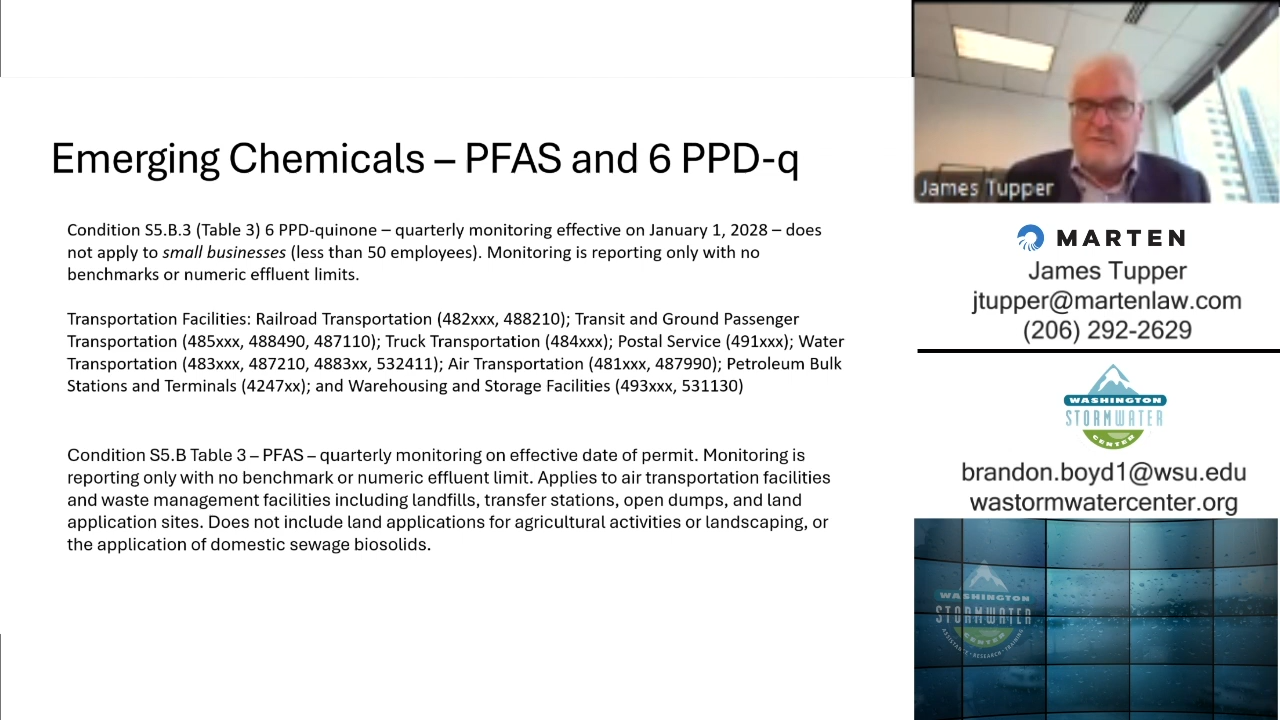 Emerging Chemicals – PFAS and 6 PPD-q
Condition S5.B.3 (Table 3) 6 PPD-quinone – quarterly monitoring effective on January 1, 2028 – does
not apply to small businesses (less than 50 employees). Monitoring is reporting only with no
benchmarks or numeric effluent limits.
Transportation Facilities: Railroad Transportation (482xxx, 488210); Transit and Ground Passenger
Transportation (485xxx, 488490, 487110); Truck Transportation (484xxx); Postal Service (491xxx); Water
Transportation (483xxx, 487210, 4883xx, 532411); Air Transportation (481xxx, 487990); Petroleum Bulk
Stations and Terminals (4247xx); and Warehousing and Storage Facilities (493xxx, 531130)
Condition S5.B Table 3 – PFAS – quarterly monitoring on effective date of permit. Monitoring is
reporting only with no benchmark or numeric effluent limit. Applies to air transportation facilities
and waste management facilities including landfills, transfer stations, open dumps, and land
application sites. Does not include land applications for agricultural activities or landscaping, or
the application of domestic sewage biosolids.
James Tupper
MARTEN
James Tupper
jtupper@martenlaw.com
(206) 292-2629
WASHINGTON
STORMWATER
CENTER
brandon.boyd1@wsu.edu
wastormwatercenter.org
WASHINGTON
STORMWATER
CENTER
ASSISTANCE • RESEARCH • TRAINING